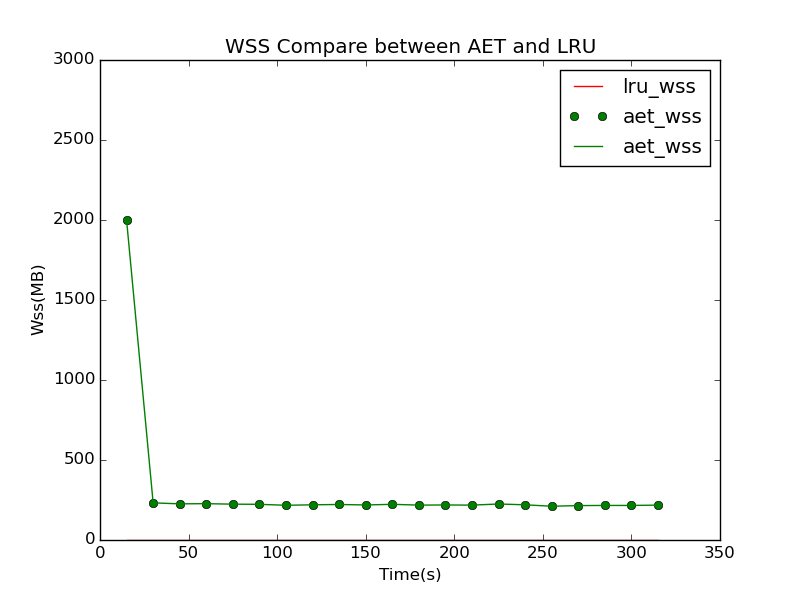 WSS Compare between AET and LRU
3000
2500
2000
1500
1000
500
0
Wss(MB)
lru_wss
aet_wss
aet_wss
0 50 100 150 200 250 300 350
Time(s)